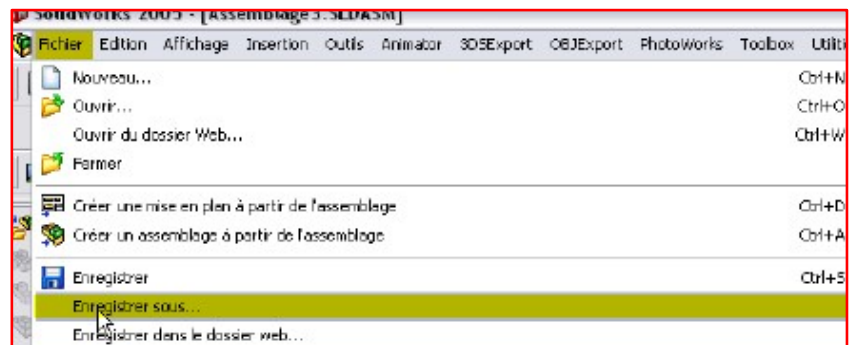 SolidWorks 2005 - [Assemblage3.SLDASM]
Fichier Edition Affichage Insertion Outils Animator 3DSExport OBJExport PhotoWorks Toolbox Utiliti
Nouveau... Ctrl+N
Ouvrir... Ctrl+O
Ouvrir du dossier Web... Ctrl+W
Fermer
Créer une mise en plan à partir de l'assemblage Ctrl+D
Créer un assemblage à partir de l'assemblage Ctrl+A
Enregistrer Ctrl+S
Enregistrer sous...
Enregistrer dans le dossier web...